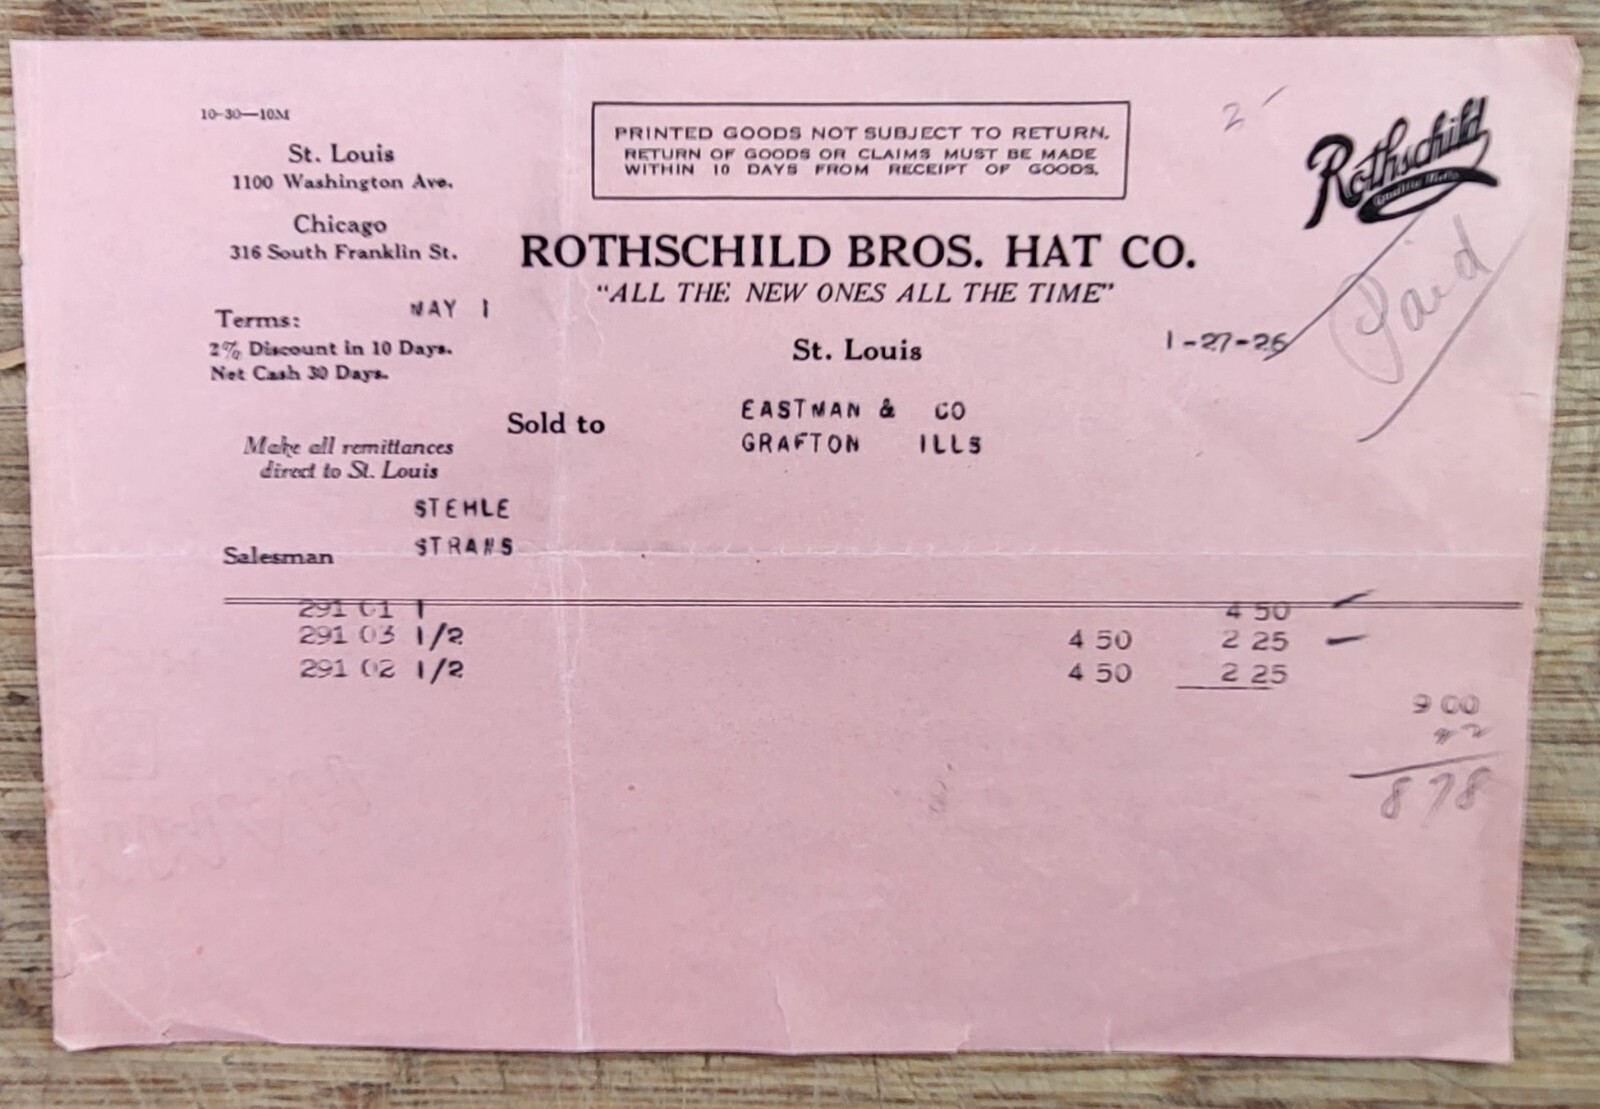 10-30—10M
St. Louis
1100 Washington Ave.
Chicago
316 South Franklin St.
PRINTED GOODS NOT SUBJECT TO RETURN.
RETURN OF GOODS OR CLAIMS MUST BE MADE
WITHIN 10 DAYS FROM RECEIPT OF GOODS.
2
Rothschild
Paid
ROTHSCHILD BROS. HAT CO.
"ALL THE NEW ONES ALL THE TIME"
Terms: MAY 1
2% Discount in 10 Days.
Net Cash 30 Days.
St. Louis 1-27-26
Sold to EASTMAN & CO
GRAFTON ILLS
Make all remittances
direct to St. Louis
STEHLE
Salesman STRANS
291 01 1 4 50
291 03 1/2 4 50 2 25
291 02 1/2 4 50 2 25
9 00
22
8 78